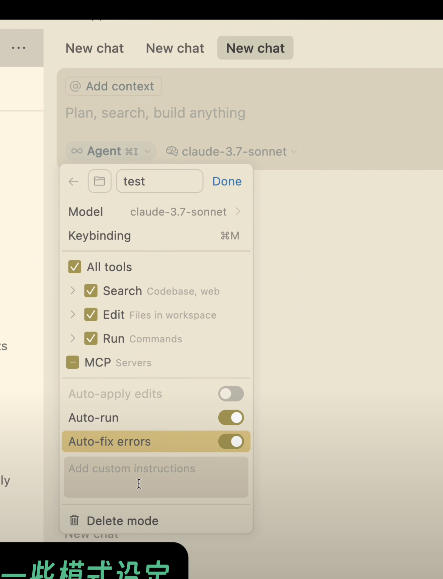 ...
New chat New chat New chat
@ Add context
Plan, search, build anything
∞ Agent ⌘I claude-3.7-sonnet
← test Done
Model claude-3.7-sonnet >
Keybinding ⌘M
All tools
> Search Codebase, web
> Edit Files in workspace
> Run Commands
MCP Servers
Auto-apply edits
Auto-run
Auto-fix errors
ts
Add custom instructions
ly
Delete mode
New chat
一些模式设定